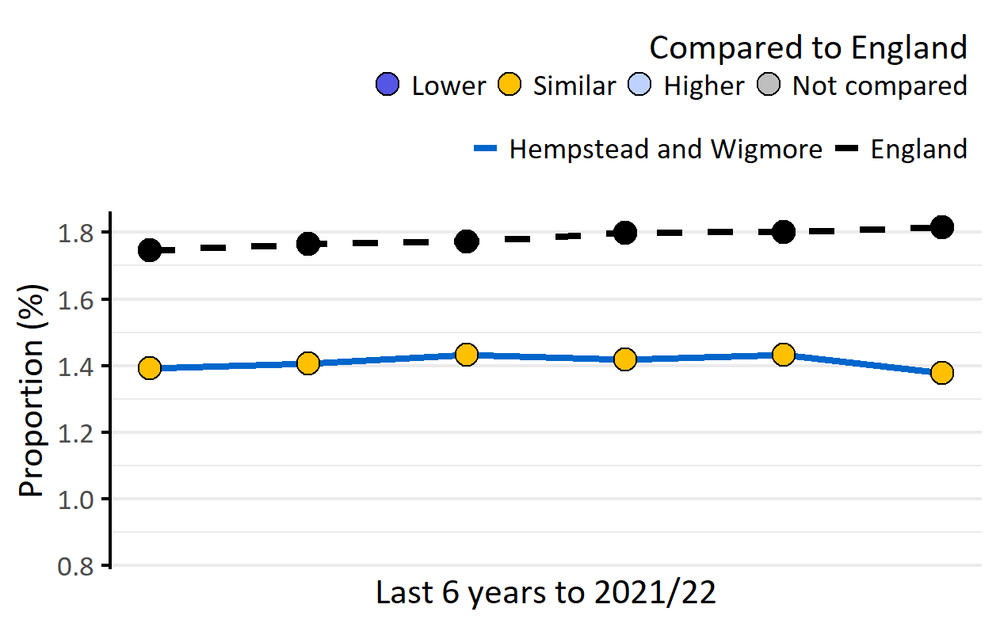 Compared to England
Lower Similar Higher Not compared
Hempstead and Wigmore England
Proportion (%)
1.8
1.6
1.4
1.2
1.0
0.8
Last 6 years to 2021/22